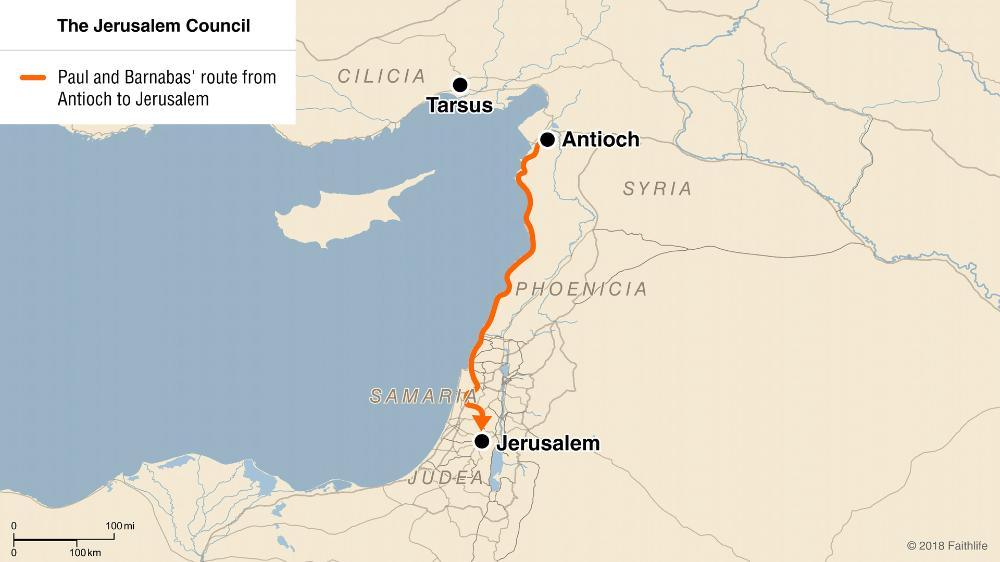 The Jerusalem Council
Paul and Barnabas' route from
Antioch to Jerusalem
CILICIA
Tarsus
Antioch
SYRIA
PHOENICIA
SAMARIA
Jerusalem
JUDEA
0 100 mi
0 100 km
© 2018 Faithlife